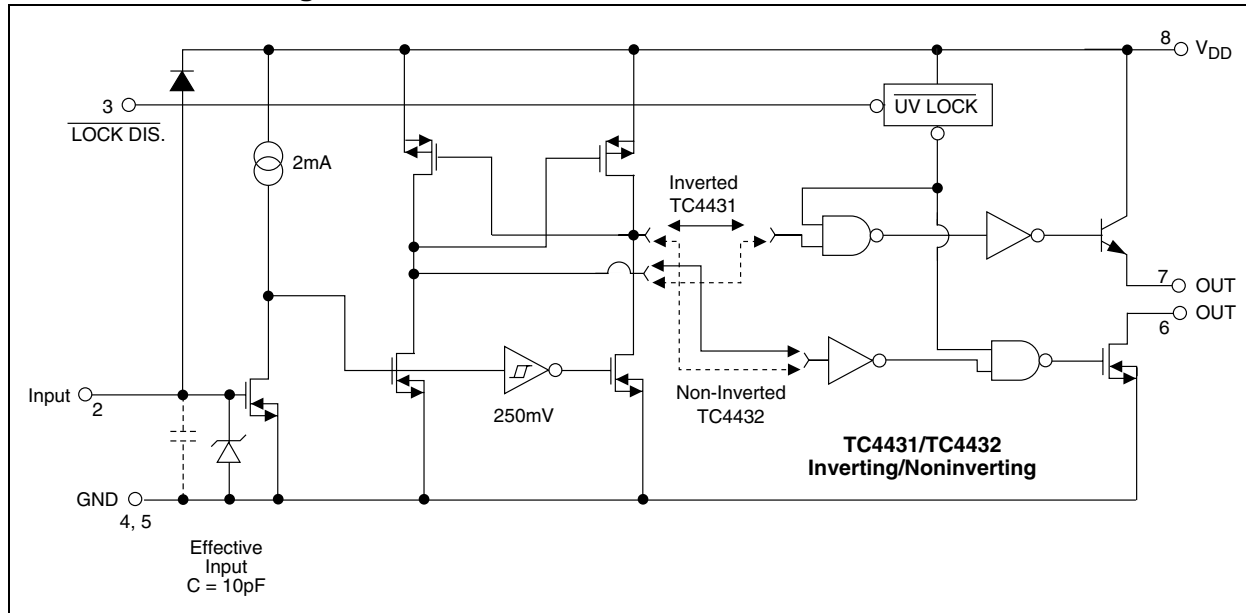 8
V_DD
3
LOCK DIS.
UV LOCK
2mA
Inverted
TC4431
7
OUT
OUT
6
Input
2
250mV
Non-Inverted
TC4432
TC4431/TC4432
Inverting/Noninverting
GND
4, 5
Effective
Input
C = 10pF